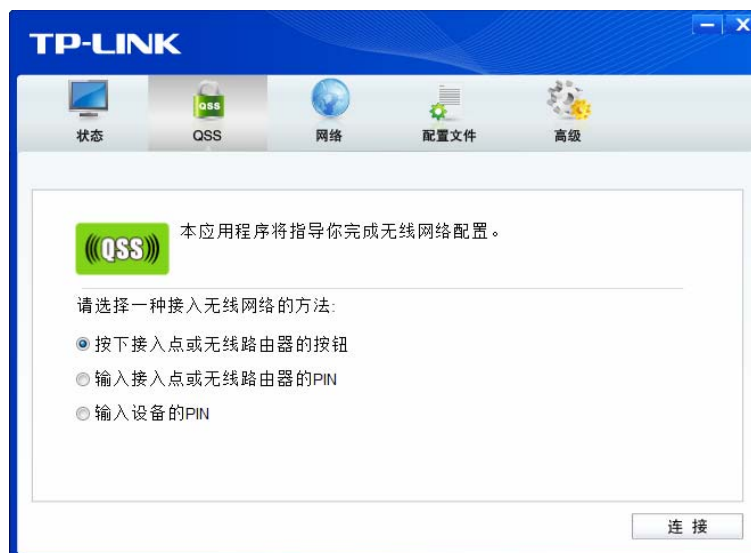 TP-LINK
QSS
状态
QSS
网络
配置文件
高级
QSS
本应用程序将指导你完成无线网络配置。
请选择一种接入无线网络的方法:
按下接入点或无线路由器的按钮
输入接入点或无线路由器的PIN
输入设备的PIN
连接